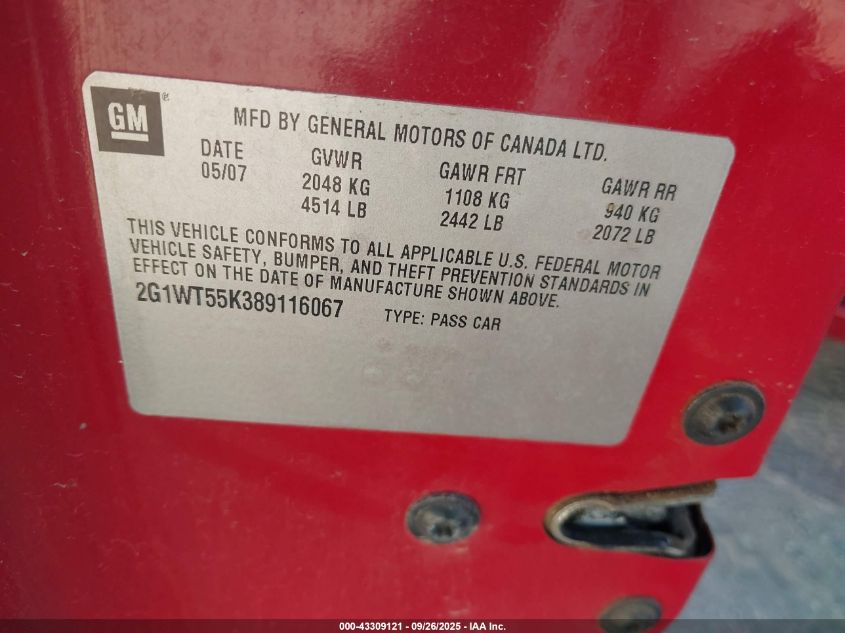 GM®
MFD BY GENERAL MOTORS OF CANADA LTD.
DATE GVWR GAWR FRT GAWR RR
05/07 2048 KG 1108 KG 940 KG
4514 LB 2442 LB 2072 LB
THIS VEHICLE CONFORMS TO ALL APPLICABLE U.S. FEDERAL MOTOR
VEHICLE SAFETY, BUMPER, AND THEFT PREVENTION STANDARDS IN
EFFECT ON THE DATE OF MANUFACTURE SHOWN ABOVE.
2G1WT55K389116067 TYPE: PASS CAR
000-43309121 - 09/26/2025 - IAA Inc.